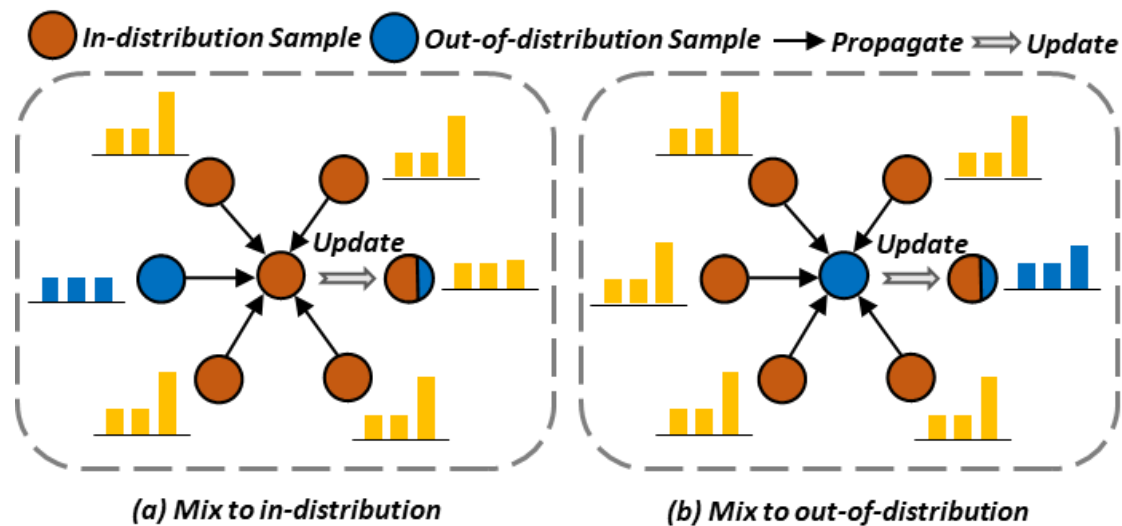 In-distribution Sample Out-of-distribution Sample Propagate Update
Update Update
(a) Mix to in-distribution (b) Mix to out-of-distribution